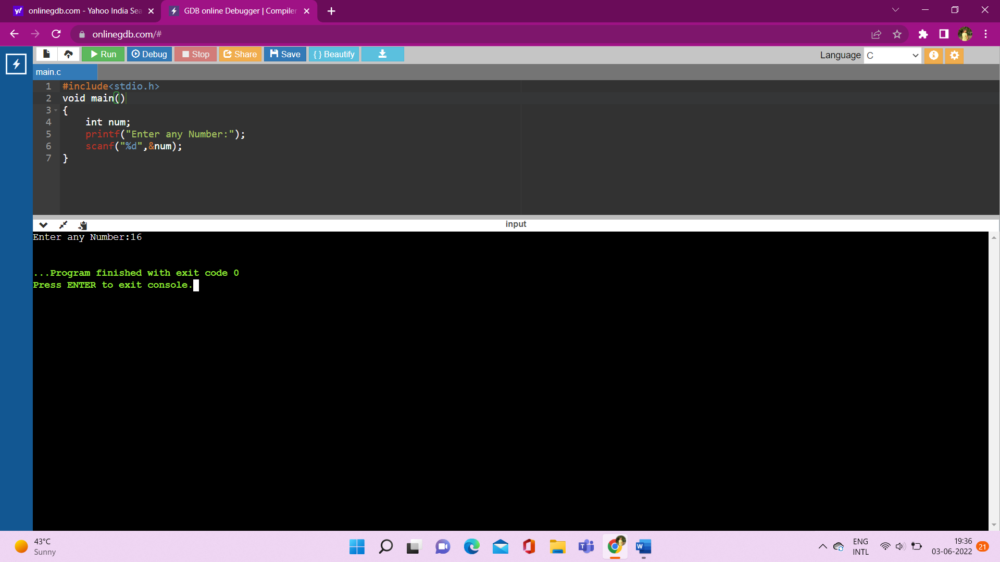 onlinegdb.com - Yahoo India Sea
GDB online Debugger | Compiler
onlinegdb.com/#
Run
Debug
Stop
Share
Save
{ } Beautify
Language
C
main.c
1 #include<stdio.h>
2 void main()
3 {
4 int num;
5 printf("Enter any Number:");
6 scanf("%d",&num);
7 }
input
Enter any Number:16
...Program finished with exit code 0
Press ENTER to exit console.
43°C
Sunny
ENG
INTL
19:36
03-06-2022
21